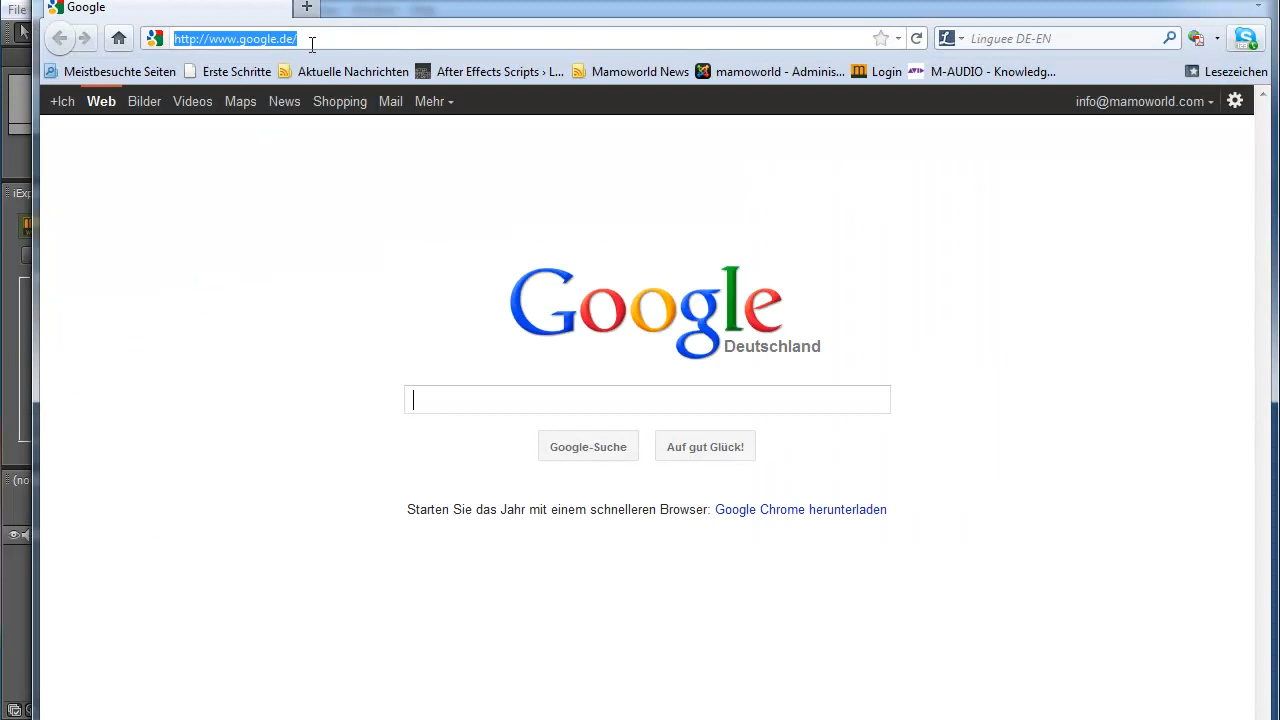 File
Google
http://www.google.de/
Linguee DE-EN
Meistbesuchte Seiten Erste Schritte Aktuelle Nachrichten After Effects Scripts › L... Mamoworld News mamoworld - Adminis... Login M-AUDIO - Knowledg... Lesezeichen
+Ich Web Bilder Videos Maps News Shopping Mail Mehr info@mamoworld.com
iExp
Google
Deutschland
Google-Suche Auf gut Glück!
(no
Starten Sie das Jahr mit einem schnelleren Browser: Google Chrome herunterladen